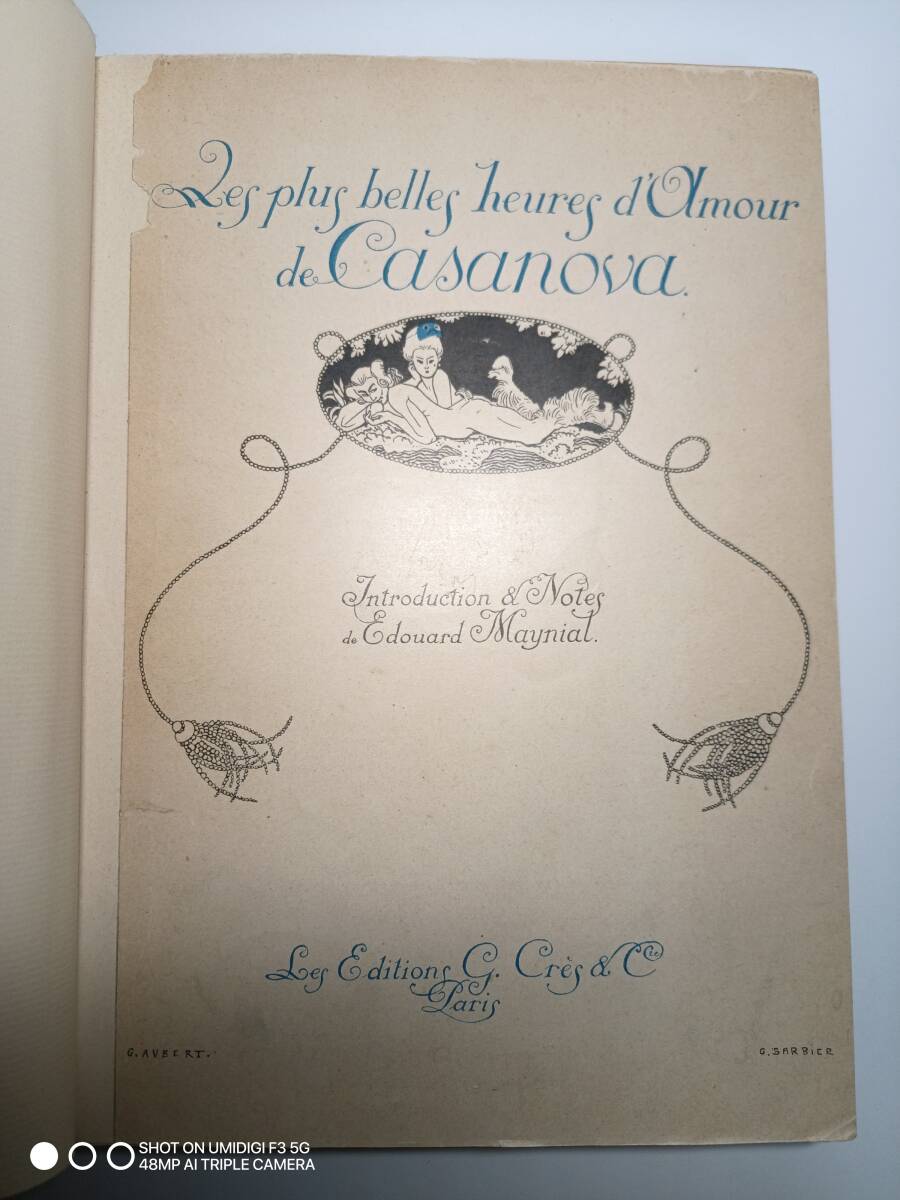 Les plus belles heures d'Amour
de Casanova.
Introduction & Notes
de Edouard Maynial.
Les Editions G. Crès & Cie
Paris
G. AUBERT.
G. BARBIER
SHOT ON UMIDIGI F3 5G
48MP AI TRIPLE CAMERA